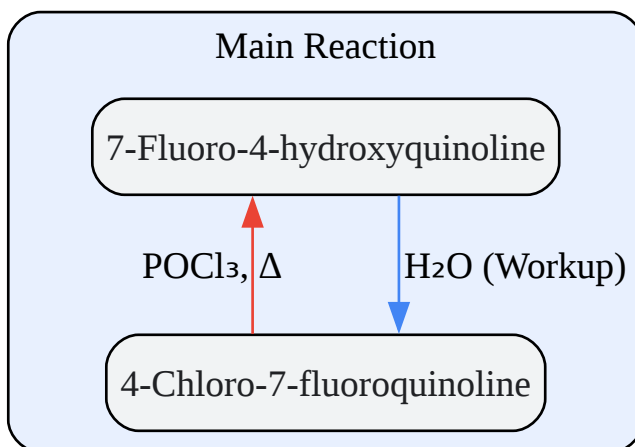 Main Reaction
7-Fluoro-4-hydroxyquinoline
POCl₃, Δ
H₂O (Workup)
4-Chloro-7-fluoroquinoline